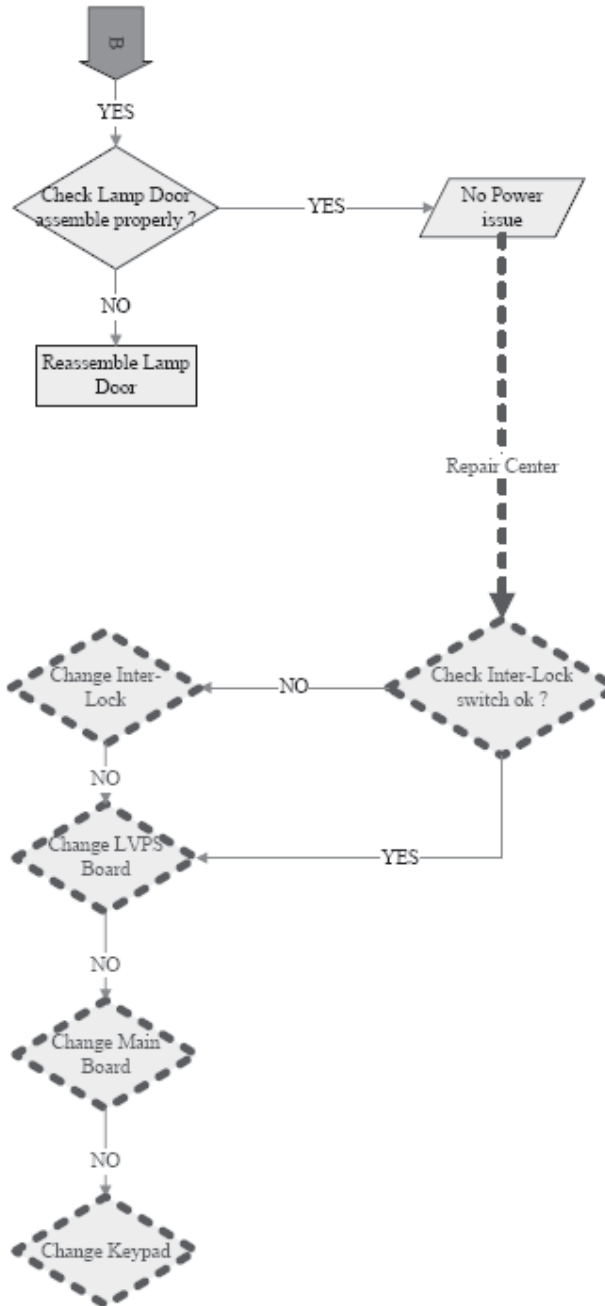 B
YES
Check Lamp Door
assemble properly ?
YES
No Power
issue
NO
Reassemble Lamp
Door
Repair Center
Change Inter-
Lock
NO
Check Inter-Lock
switch ok ?
NO
Change LVPS
Board
YES
NO
Change Main
Board
NO
Change Keypad